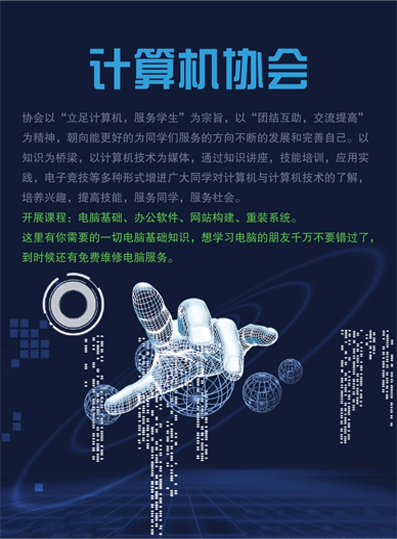 计算机协会
协会以“立足计算机，服务学生”为宗旨，以“团结互助，交流提高”
为精神，朝向能更好的为同学们服务的方向不断的发展和完善自己。以
知识为桥梁，以计算机技术为媒体，通过知识讲座，技能培训，应用实
践，电子竞技等多种形式增进广大同学对计算机与计算机技术的了解，
培养兴趣，提高技能，服务同学，服务社会。
开展课程：电脑基础、办公软件、网站构建、重装系统。
这里有你需要的一切电脑基础知识，想学习电脑的朋友千万不要错过了，
到时候还有免费维修电脑服务。